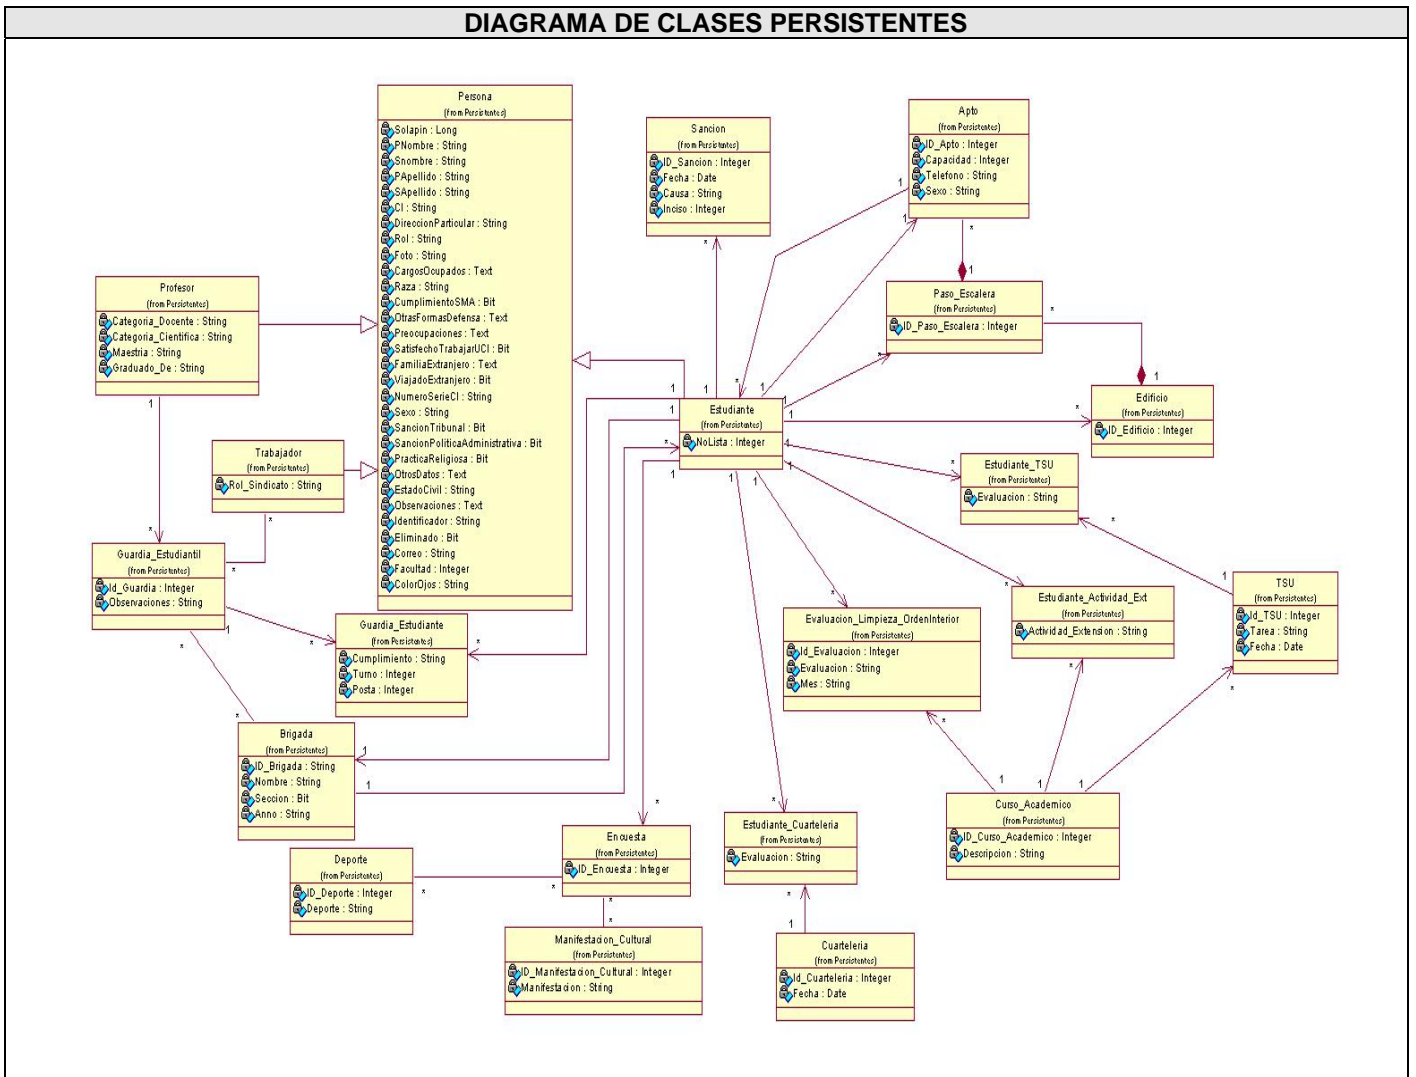 DIAGRAMA DE CLASES PERSISTENTES
Persona
(from Persistentes)
Solapin : Long
PNombre : String
Snombre : String
PApellido : String
SApellido : String
CI : String
DireccionParticular : String
Rol : String
Foto : String
CargosOcupados : Text
Raza : String
CumplimientoSMA : Bit
OtrasFormasDefensa : Text
Preocupaciones : Text
SatisfechoTrabajarUCI : Bit
FamiliaExtranjero : Text
ViajadoExtranjero : Bit
NumeroSerieCI : String
Sexo : String
SancionTribunal : Bit
SancionPoliticaAdministrativa : Bit
PracticaReligiosa : Bit
OtrosDatos : Text
EstadoCivil : String
Observaciones : Text
Identificador : String
Eliminado : Bit
Correo : String
Facultad : Integer
ColorOjos : String
Sancion
(from Persistentes)
ID_Sancion : Integer
Fecha : Date
Causa : String
Inciso : Integer
Apto
(from Persistentes)
ID_Apto : Integer
Capacidad : Integer
Telefono : String
Sexo : String
Profesor
(from Persistentes)
Categoria_Docente : String
Categoria_Cientifica : String
Maestria : String
Graduado_De : String
Paso_Escalera
(from Persistentes)
ID_Paso_Escalera : Integer
Edificio
(from Persistentes)
ID_Edificio : Integer
Estudiante
(from Persistentes)
NoLista : Integer
Trabajador
(from Persistentes)
Rol_Sindicato : String
Estudiante_TSU
(from Persistentes)
Evaluacion : String
Guardia_Estudiantil
(from Persistentes)
Id_Guardia : Integer
Observaciones : String
TSU
(from Persistentes)
Id_TSU : Integer
Tarea : String
Fecha : Date
Estudiante_Actividad_Ext
(from Persistentes)
Actividad_Extension : String
Evaluacion_Limpieza_OrdenInterior
(from Persistentes)
Id_Evaluacion : Integer
Evaluacion : String
Mes : String
Guardia_Estudiante
(from Persistentes)
Cumplimiento : String
Turno : Integer
Posta : Integer
Brigada
(from Persistentes)
ID_Brigada : String
Nombre : String
Seccion : Bit
Anno : String
Curso_Academico
(from Persistentes)
ID_Curso_Academico : Integer
Descripcion : String
Estudiante_Cuarteleria
(from Persistentes)
Evaluacion : String
Encuesta
(from Persistentes)
ID_Encuesta : Integer
Deporte
(from Persistentes)
ID_Deporte : Integer
Deporte : String
Manifestacion_Cultural
(from Persistentes)
ID_Manifestacion_Cultural : Integer
Manifestacion : String
Cuarteleria
(from Persistentes)
Id_Cuarteleria : Integer
Fecha : Date